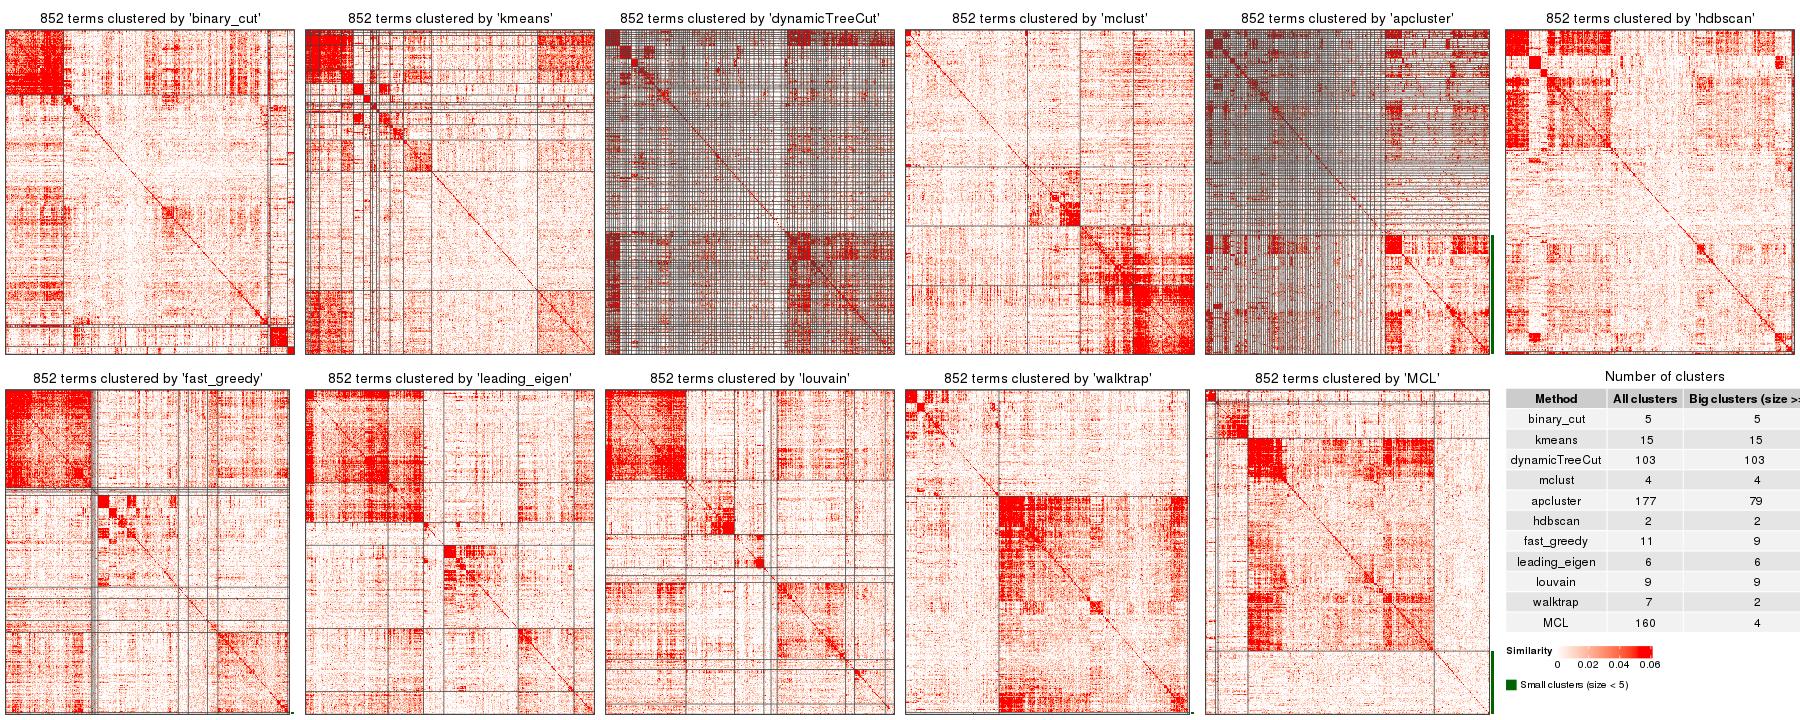 852 terms clustered by 'binary_cut'
852 terms clustered by 'kmeans'
852 terms clustered by 'dynamicTreeCut'
852 terms clustered by 'mclust'
852 terms clustered by 'apcluster'
852 terms clustered by 'hdbscan'
852 terms clustered by 'fast_greedy'
852 terms clustered by 'leading_eigen'
852 terms clustered by 'louvain'
852 terms clustered by 'walktrap'
852 terms clustered by 'MCL'
Number of clusters
Method All clusters Big clusters (size >=
binary_cut 5 5
kmeans 15 15
dynamicTreeCut 103 103
mclust 4 4
apcluster 177 79
hdbscan 2 2
fast_greedy 11 9
leading_eigen 6 6
louvain 9 9
walktrap 7 2
MCL 160 4
Similarity
0 0.02 0.04 0.06
Small clusters (size < 5)